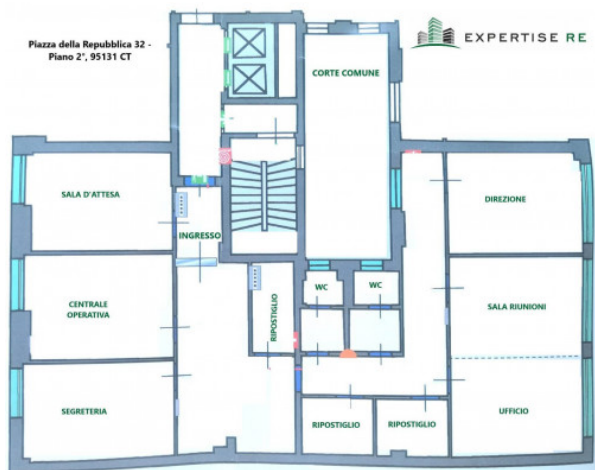 Piazza della Repubblica 32 -
Piano 2°, 95131 CT
EXPERTISE RE
CORTE COMUNE
SALA D'ATTESA
DIREZIONE
INGRESSO
WC
WC
CENTRALE
OPERATIVA
RIPOSTIGLIO
SALA RIUNIONI
SEGRETERIA
RIPOSTIGLIO
RIPOSTIGLIO
UFFICIO